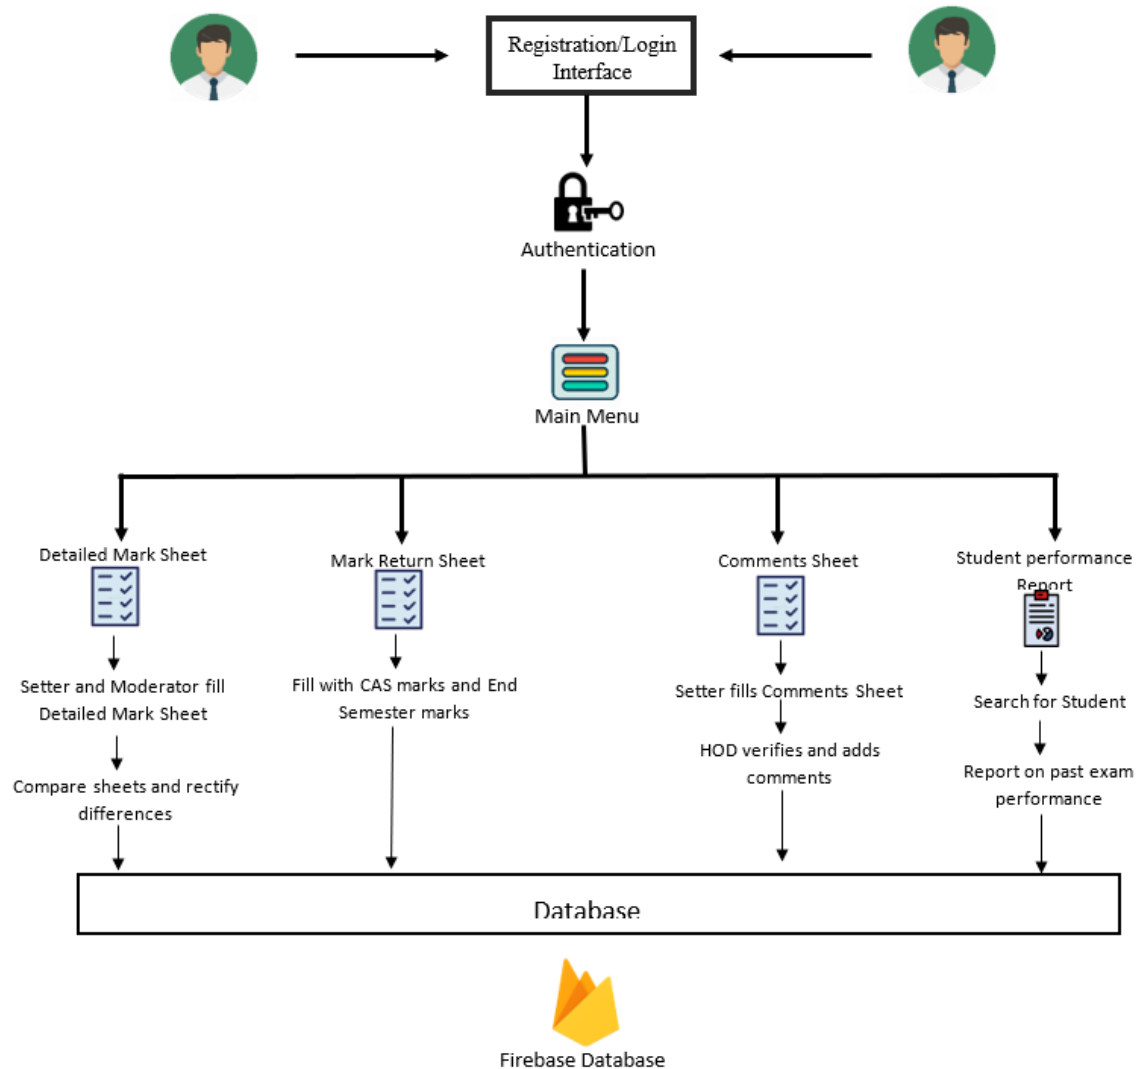 Registration/Login
Interface
Authentication
Main Menu
Detailed Mark Sheet
Mark Return Sheet
Comments Sheet
Student performance
Report
Setter and Moderator fill
Detailed Mark Sheet
Fill with CAS marks and End
Semester marks
Setter fills Comments Sheet
Search for Student
Compare sheets and rectify
differences
HOD verifies and adds
comments
Report on past exam
performance
Database
Firebase Database